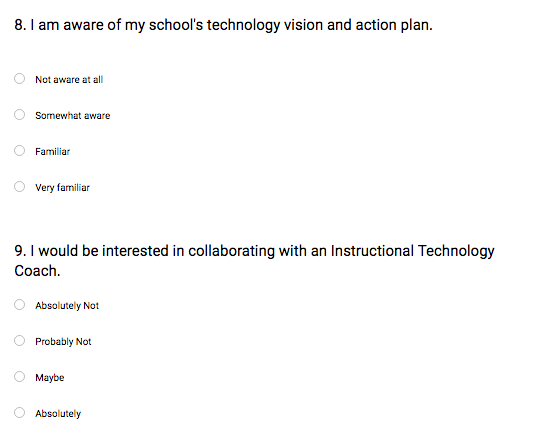 8. I am aware of my school's technology vision and action plan.
Not aware at all
Somewhat aware
Familiar
Very familiar
9. I would be interested in collaborating with an Instructional Technology
Coach.
Absolutely Not
Probably Not
Maybe
Absolutely